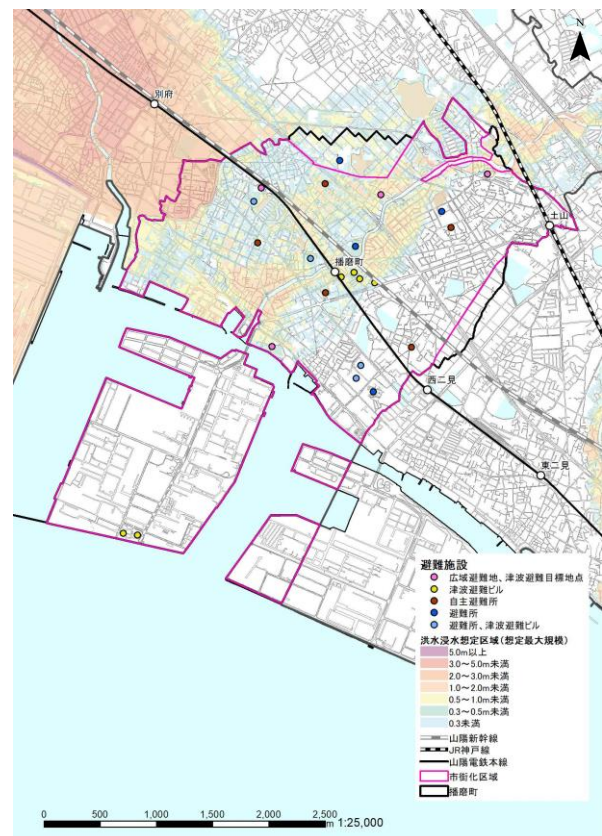 N
別府
土山
播磨町
西二見
東二見
避難施設
広域避難地、津波避難目標地点
津波避難ビル
自主避難所
避難所
避難所、津波避難ビル
洪水浸水想定区域（想定最大規模）
5.0m以上
3.0～5.0m未満
2.0～3.0m未満
1.0～2.0m未満
0.5～1.0m未満
0.3～0.5m未満
0.3未満
山陽新幹線
JR神戸線
山陽電鉄本線
市街化区域
播磨町
0 500 1,000 1,500 2,000 2,500 m 1:25,000